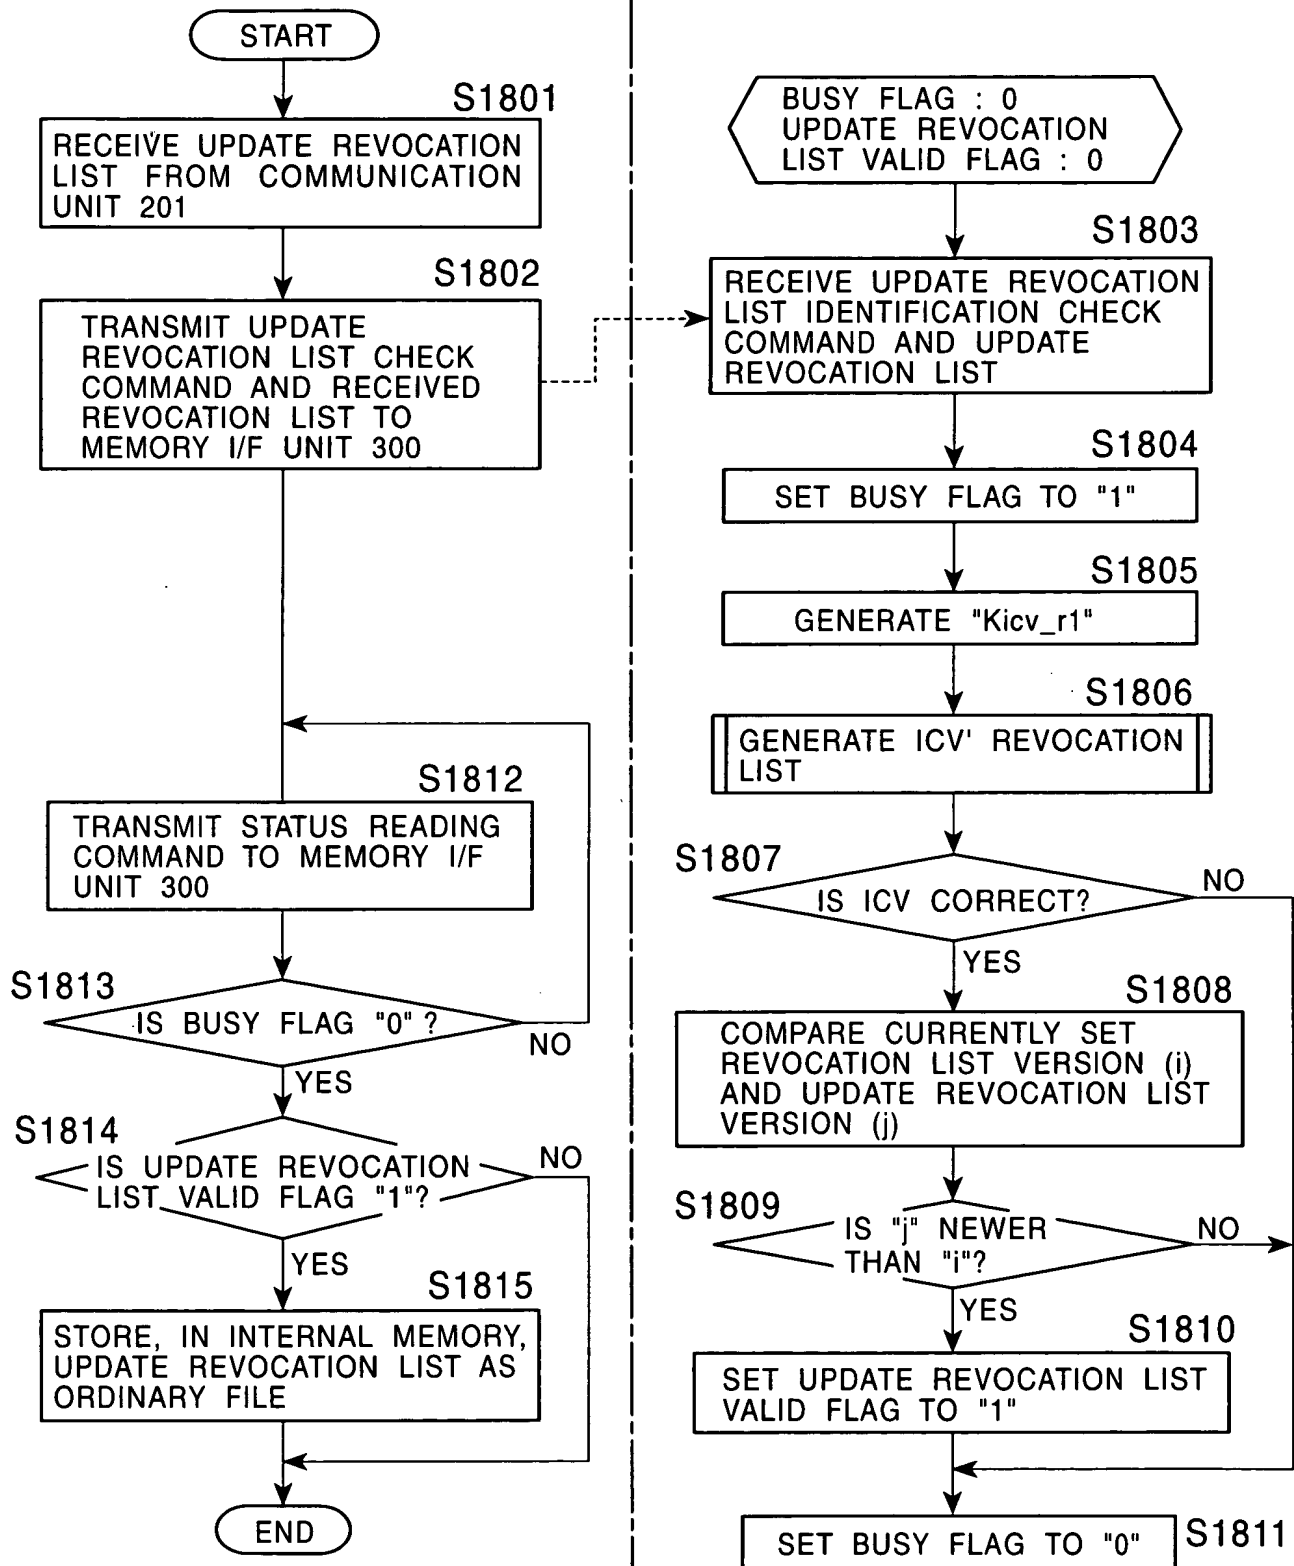 START
S1801
RECEIVE UPDATE REVOCATION
LIST FROM COMMUNICATION
UNIT 201
S1802
TRANSMIT UPDATE
REVOCATION LIST CHECK
COMMAND AND RECEIVED
REVOCATION LIST TO
MEMORY I/F UNIT 300
S1812
TRANSMIT STATUS READING
COMMAND TO MEMORY I/F
UNIT 300
S1813
IS BUSY FLAG "0" ?
NO
YES
S1814
IS UPDATE REVOCATION
LIST VALID FLAG "1"?
NO
YES
S1815
STORE, IN INTERNAL MEMORY,
UPDATE REVOCATION LIST AS
ORDINARY FILE
END
BUSY FLAG : 0
UPDATE REVOCATION
LIST VALID FLAG : 0
S1803
RECEIVE UPDATE REVOCATION
LIST IDENTIFICATION CHECK
COMMAND AND UPDATE
REVOCATION LIST
S1804
SET BUSY FLAG TO "1"
S1805
GENERATE "Kicv_r1"
S1806
GENERATE ICV' REVOCATION
LIST
S1807
IS ICV CORRECT?
NO
YES
S1808
COMPARE CURRENTLY SET
REVOCATION LIST VERSION (i)
AND UPDATE REVOCATION LIST
VERSION (j)
S1809
IS "j" NEWER
THAN "i"?
NO
YES
S1810
SET UPDATE REVOCATION LIST
VALID FLAG TO "1"
SET BUSY FLAG TO "0"
S1811